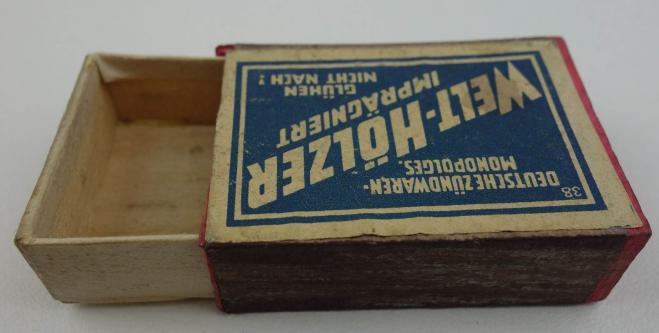 DEUTSCHE ZÜNDWAREN-
MONOPOLGES.
WELT-HÖLZER
IMPRÄGNIERT
GLÜHEN
NICHT NACH!
38